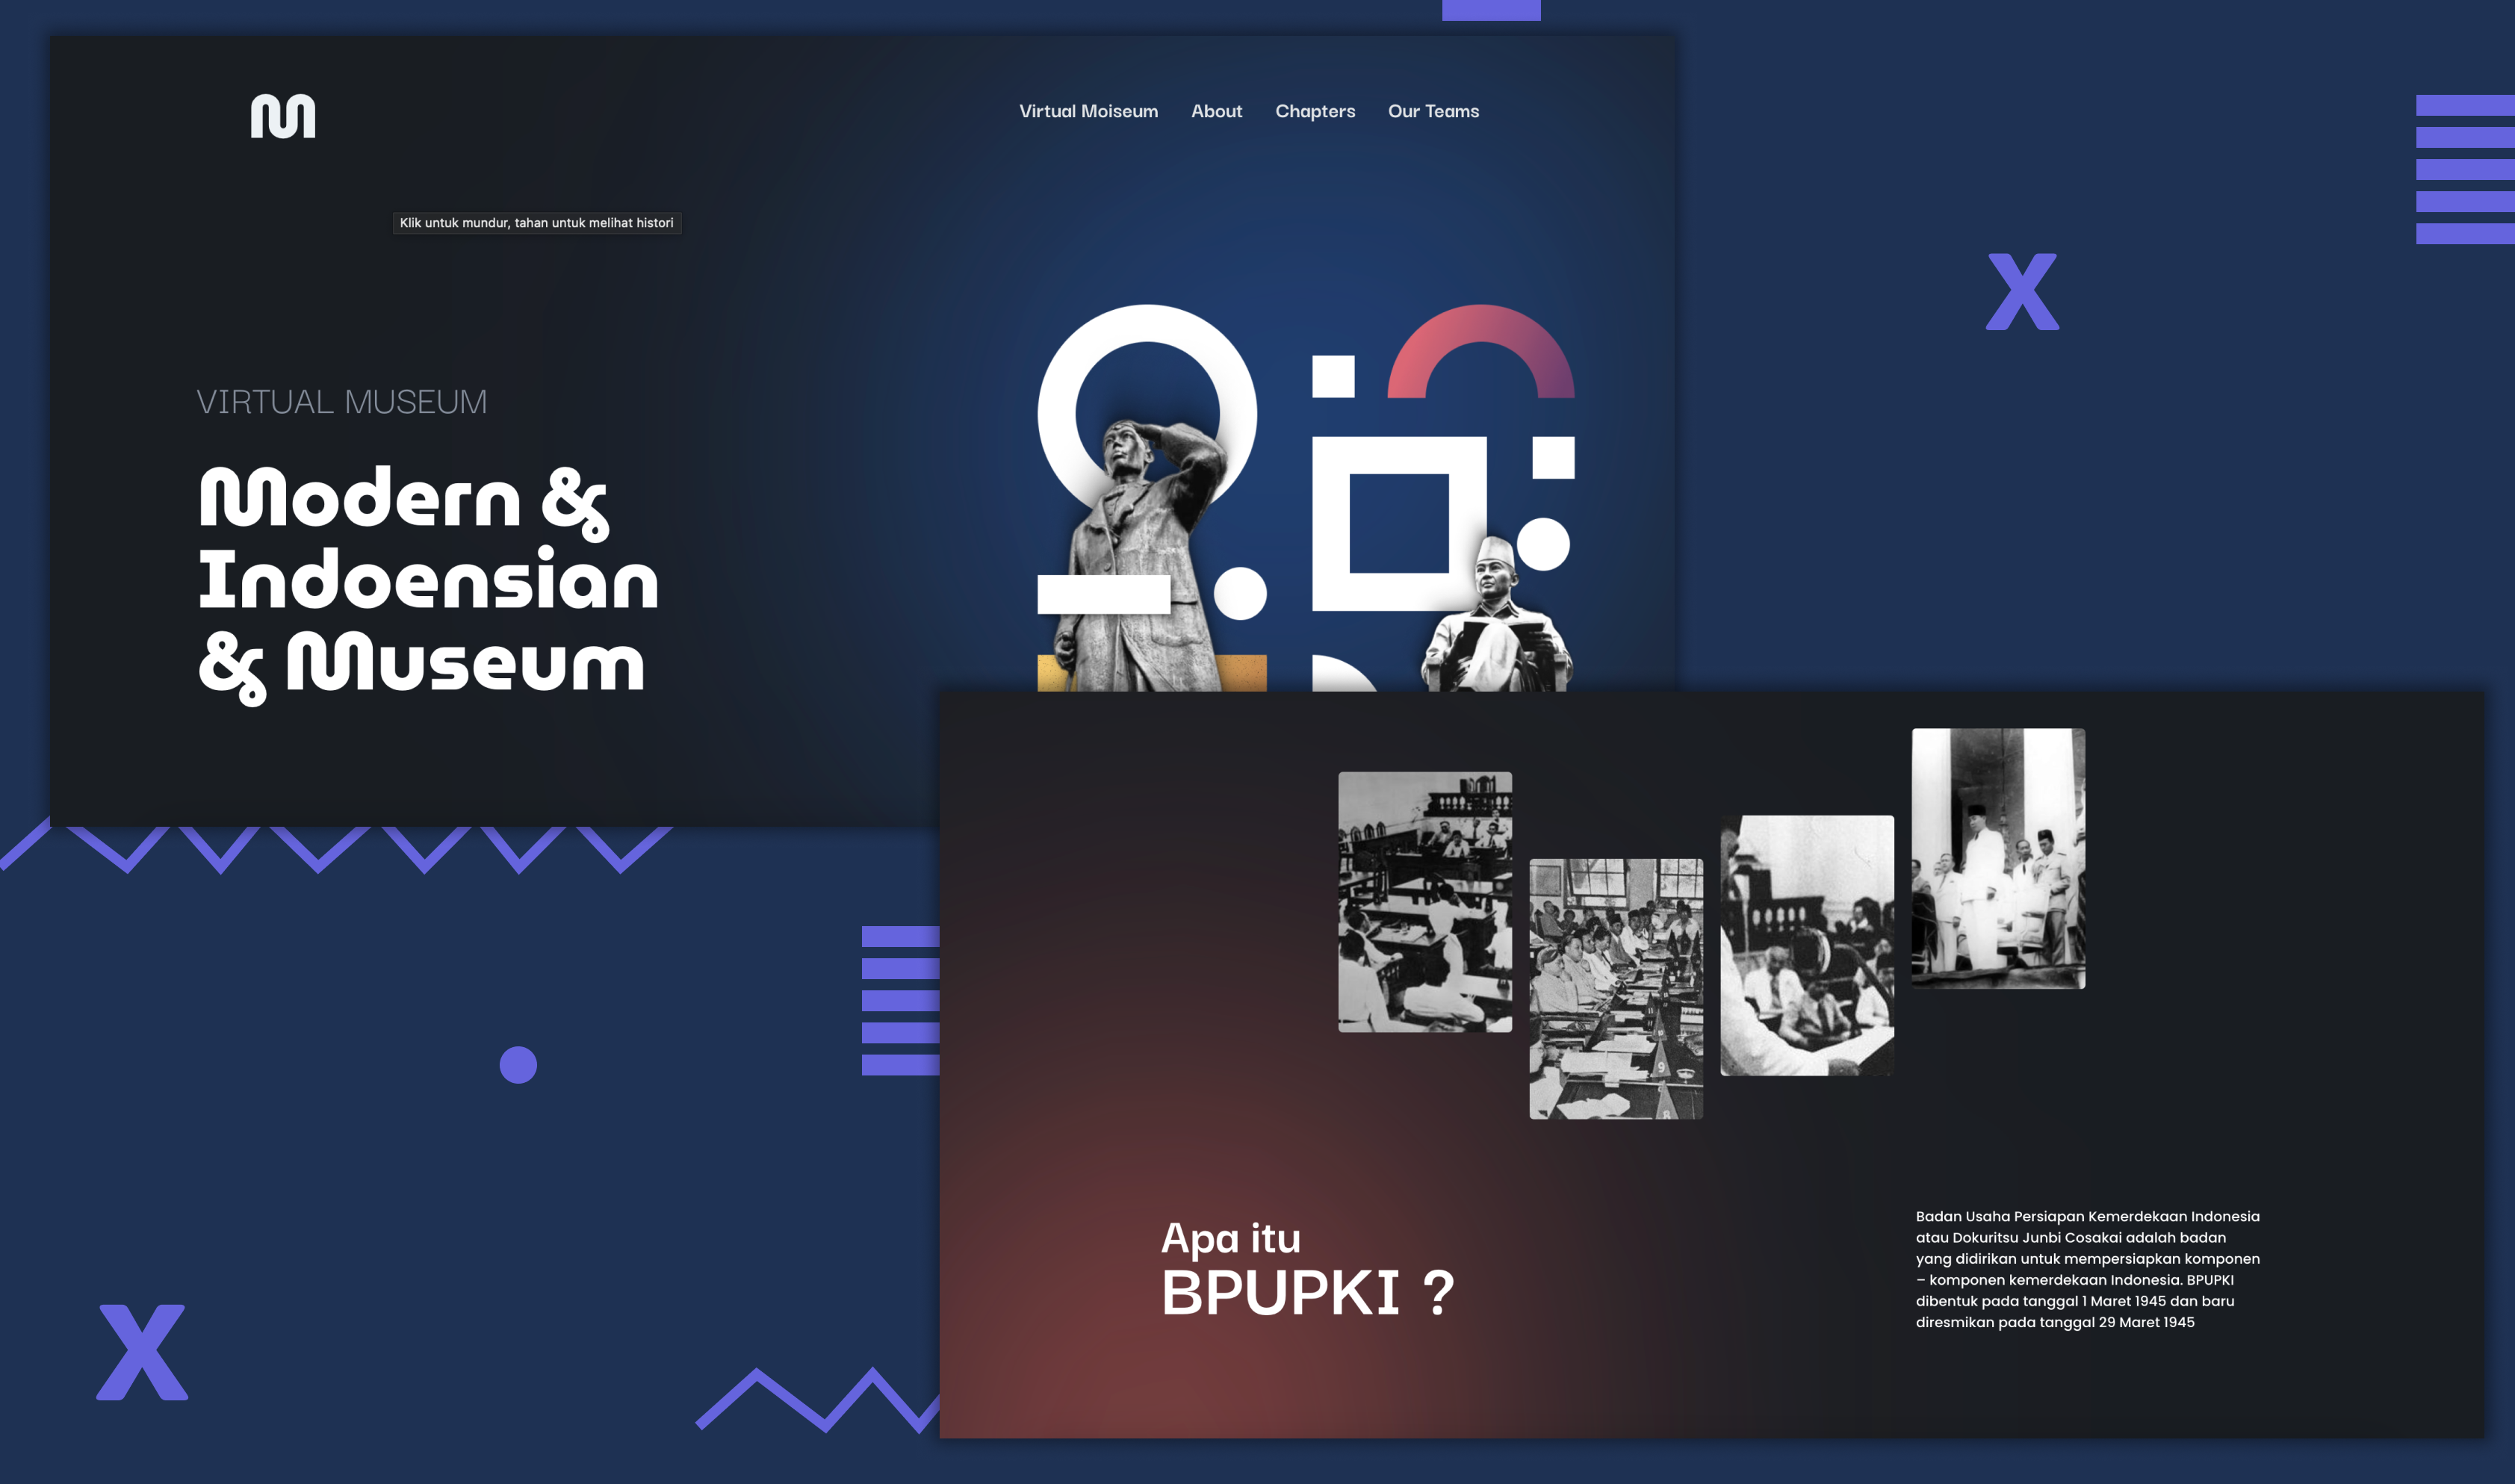 M
Virtual Moiseum About Chapters Our Teams
Klik untuk mundur, tahan untuk melihat histori
VIRTUAL MUSEUM
Modern &
Indoensian
& Museum
X
9
8
Apa itu
BPUPKI ?
Badan Usaha Persiapan Kemerdekaan Indonesia
atau Dokuritsu Junbi Cosakai adalah badan
yang didirikan untuk mempersiapkan komponen
– komponen kemerdekaan Indonesia. BPUPKI
dibentuk pada tanggal 1 Maret 1945 dan baru
diresmikan pada tanggal 29 Maret 1945
X